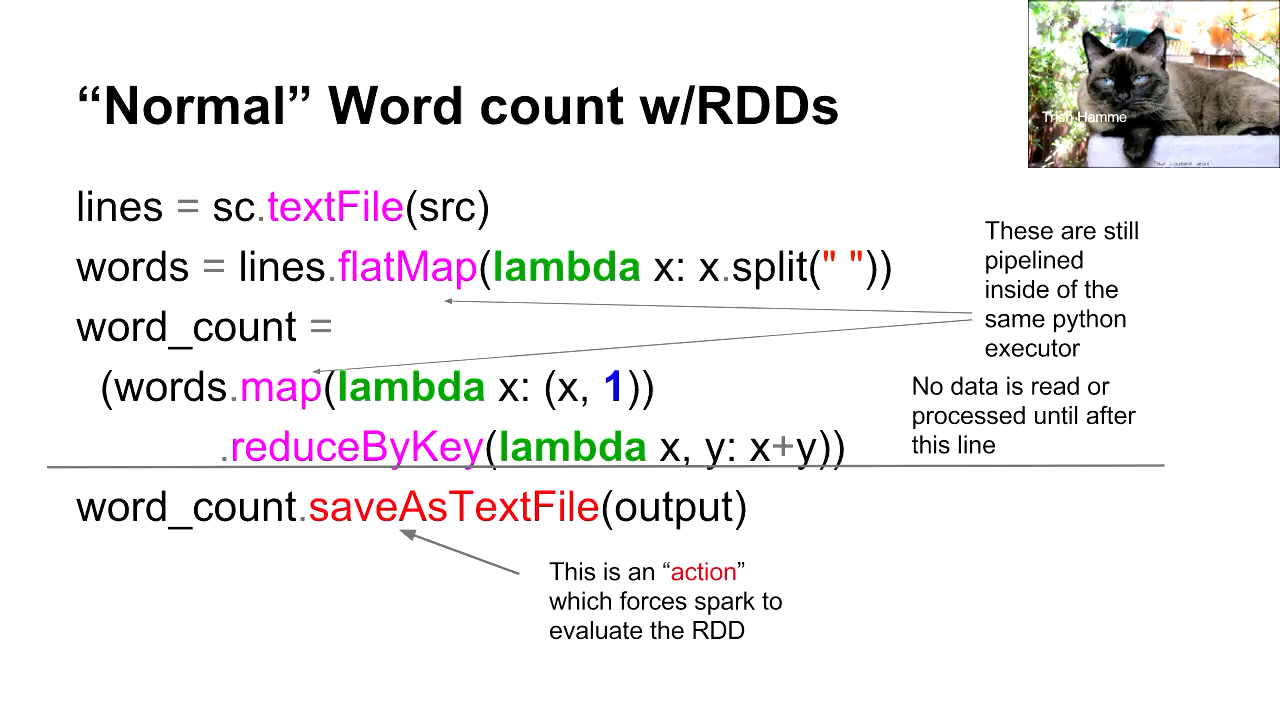 “Normal” Word count w/RDDs
Trish Hamme
lines = sc.textFile(src)
words = lines.flatMap(lambda x: x.split(" "))
word_count =
(words.map(lambda x: (x, 1))
.reduceByKey(lambda x, y: x+y))
word_count.saveAsTextFile(output)
These are still
pipelined
inside of the
same python
executor
No data is read or
processed until after
this line
This is an “action”
which forces spark to
evaluate the RDD